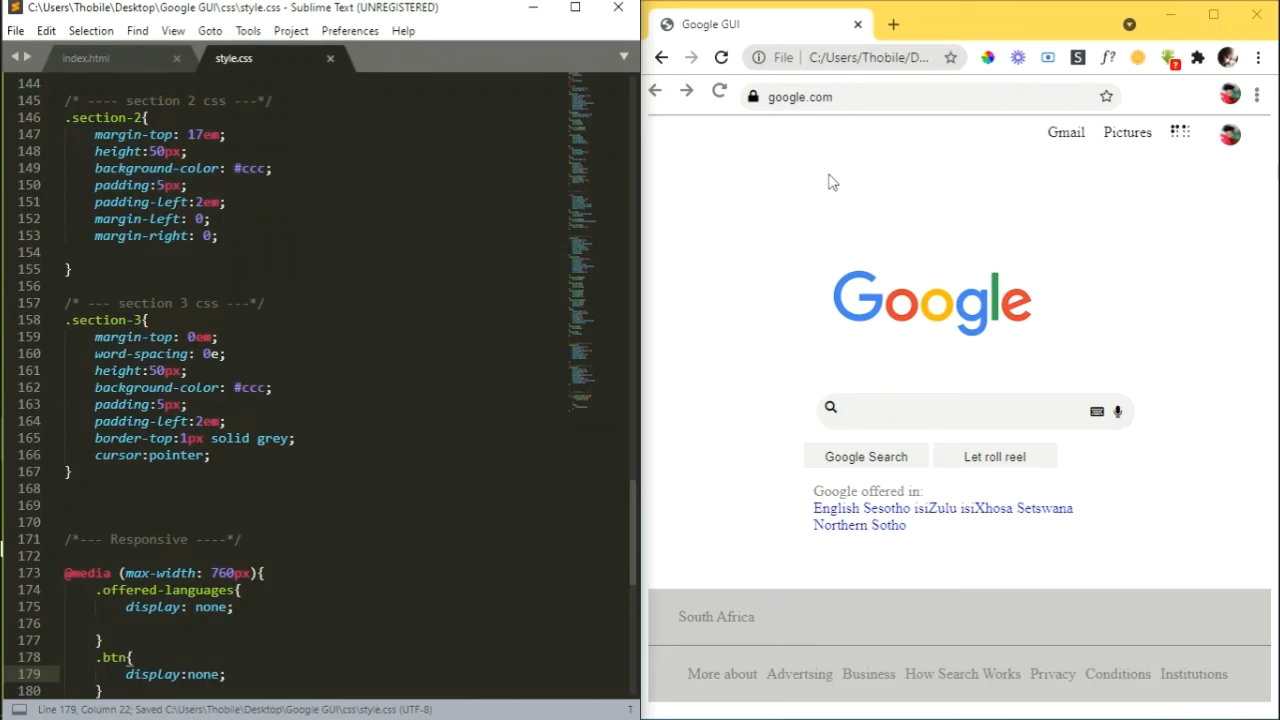 C:\Users\Thobile\Desktop\Google GUI\css\style.css - Sublime Text (UNREGISTERED)
File Edit Selection Find View Goto Tools Project Preferences Help
index.html
style.css
144
145 /* ---- section 2 css ---*/
146 .section-2{
147 margin-top: 17em;
148 height:50px;
149 background-color: #ccc;
150 padding:5px;
151 padding-left:2em;
152 margin-left: 0;
153 margin-right: 0;
154
155 }
156
157 /* --- section 3 css ---*/
158 .section-3{
159 margin-top: 0em;
160 word-spacing: 0e;
161 height:50px;
162 background-color: #ccc;
163 padding:5px;
164 padding-left:2em;
165 border-top:1px solid grey;
166 cursor:pointer;
167 }
168
169
170
171 /*--- Responsive ----*/
172
173 @media (max-width: 760px){
174 .offered-languages{
175 display: none;
176
177 }
178 .btn{
179 display:none;
180 }
Line 179, Column 22; Saved C:\Users\Thobile\Desktop\Google GUI\css\style.css (UTF-8)
T
Google GUI
File C:/Users/Thobile/D... S f? ?
google.com
Gmail Pictures
Google
Google Search Let roll reel
Google offered in:
English Sesotho isiZulu isiXhosa Setswana
Northern Sotho
South Africa
More about Advertsing Business How Search Works Privacy Conditions Institutions